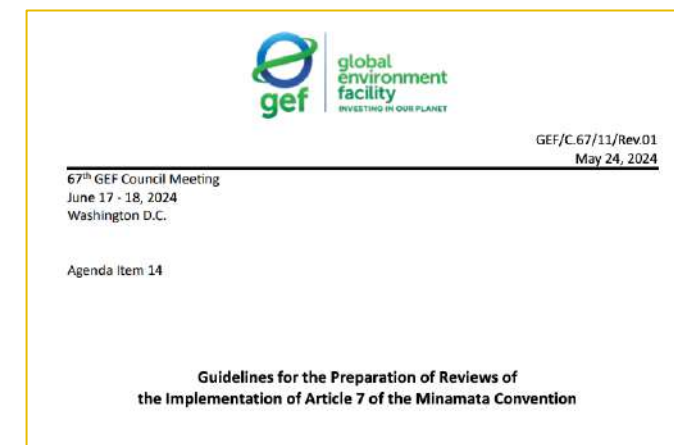 gef
global
environment
facility
INVESTING IN OUR PLANET
GEF/C.67/11/Rev.01
May 24, 2024
67th GEF Council Meeting
June 17 - 18, 2024
Washington D.C.
Agenda Item 14
Guidelines for the Preparation of Reviews of
the Implementation of Article 7 of the Minamata Convention